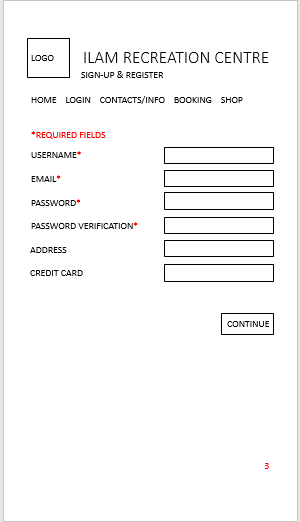 LOGO
ILAM RECREATION CENTRE
SIGN-UP & REGISTER
HOME LOGIN CONTACTS/INFO BOOKING SHOP
*REQUIRED FIELDS
USERNAME*
EMAIL*
PASSWORD*
PASSWORD VERIFICATION*
ADDRESS
CREDIT CARD
CONTINUE
3